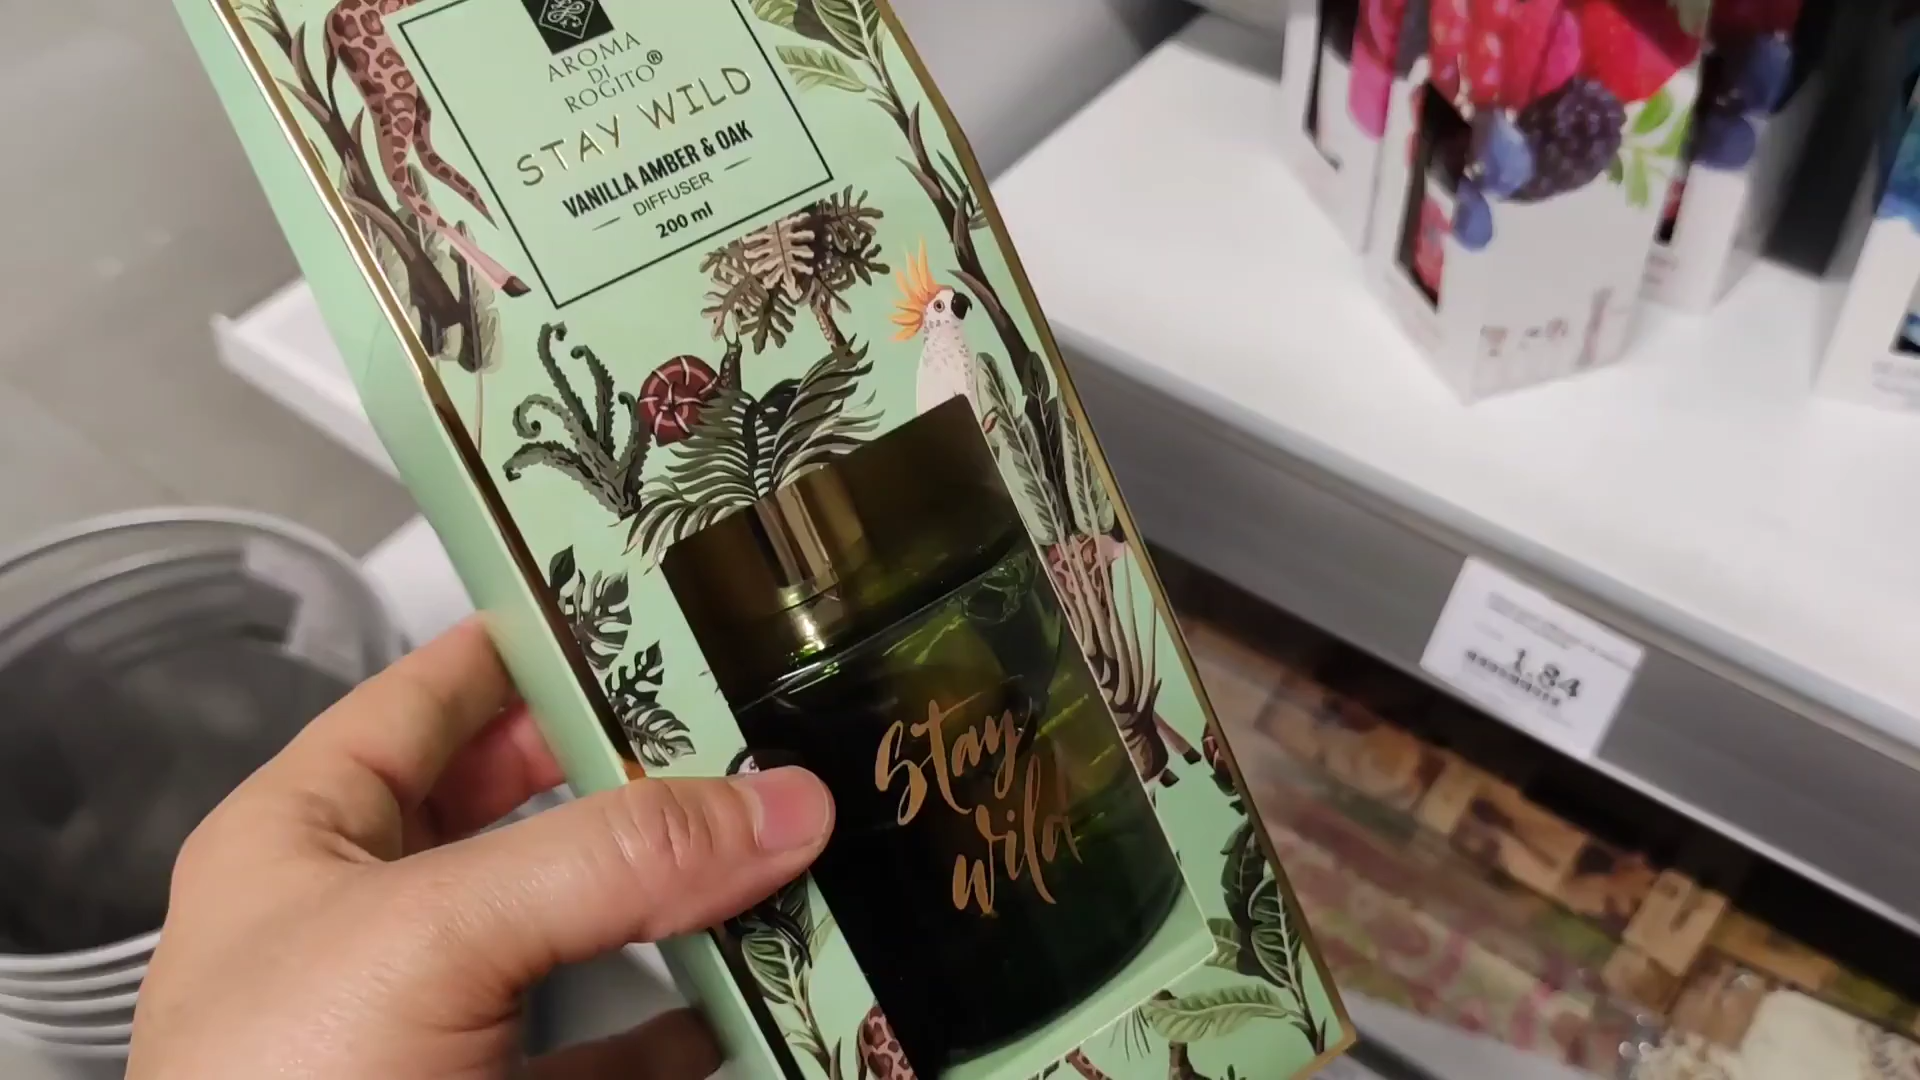 AROMA
DI
ROGITO®
STAY WILD
VANILLA AMBER & OAK
DIFFUSER
200 ml
Stay
wild
1.84